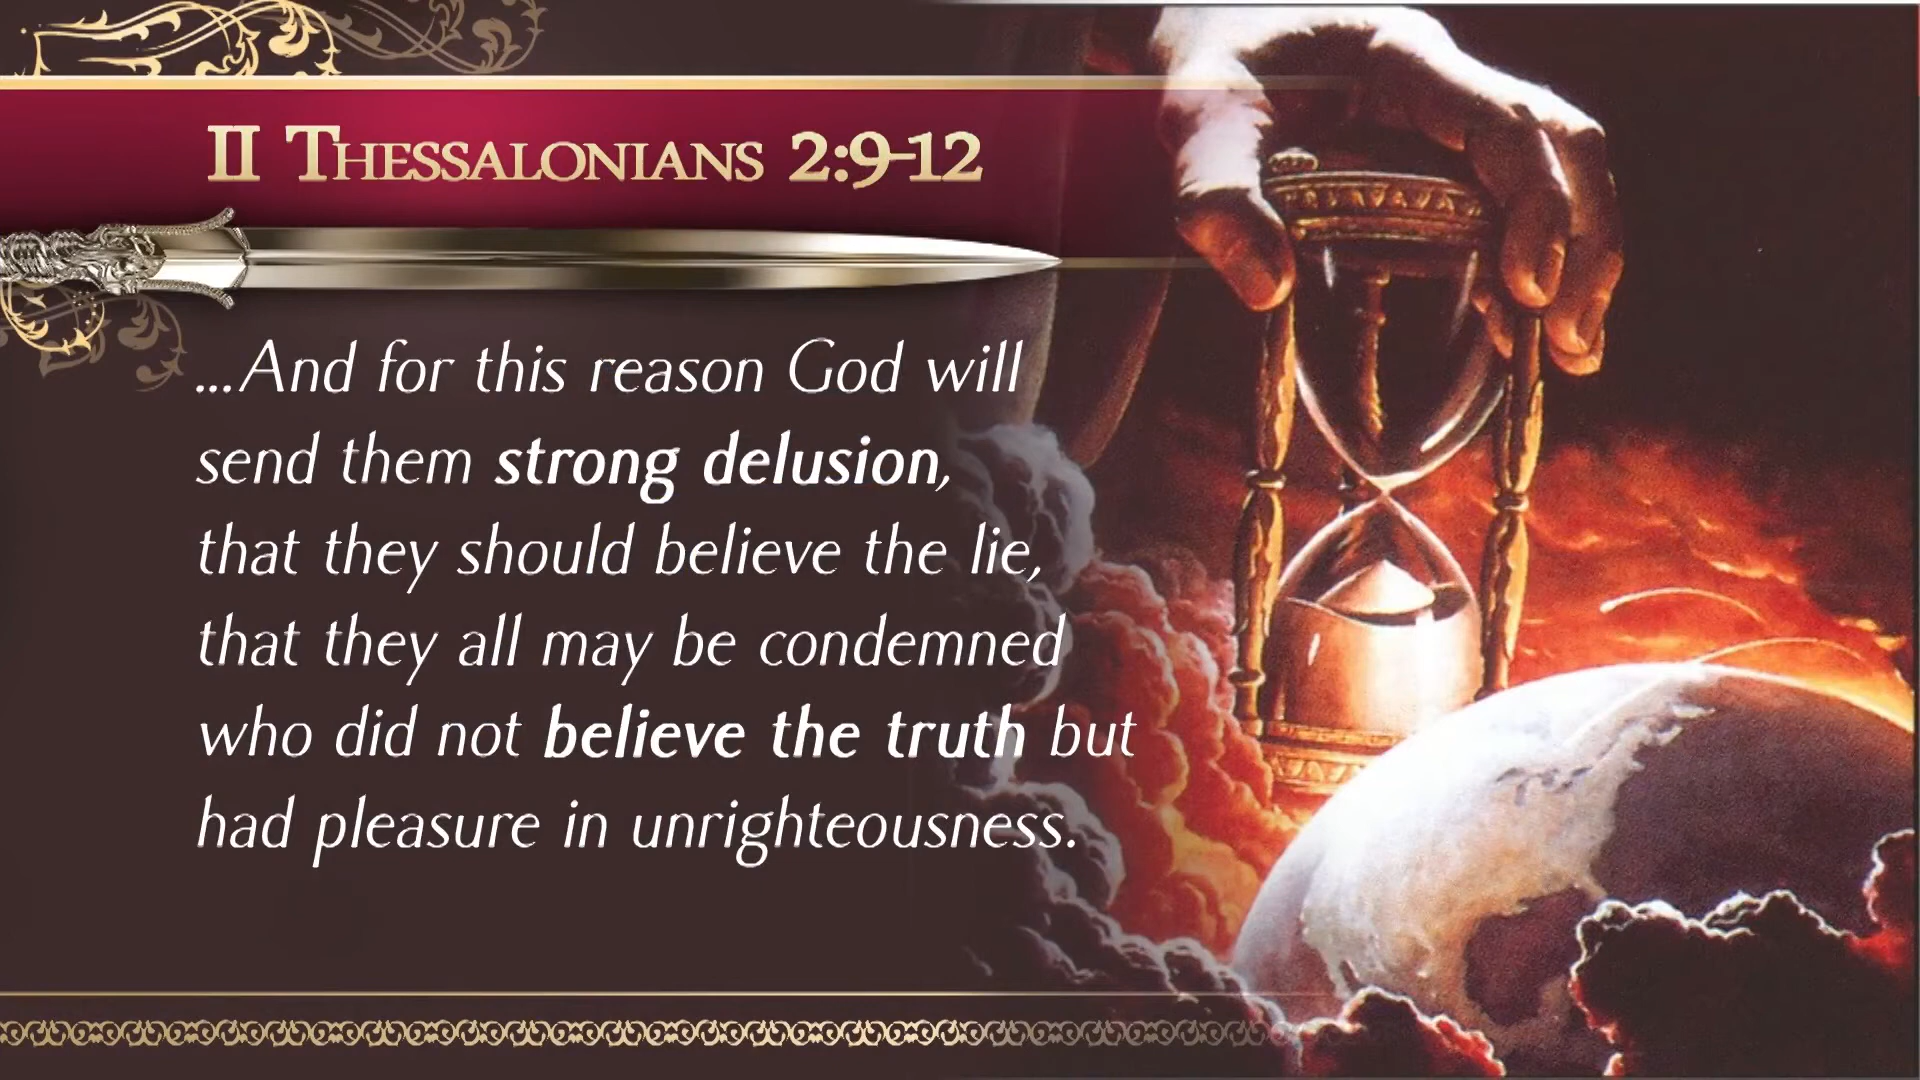 II THESSALONIANS 2:9-12
...And for this reason God will
send them strong delusion,
that they should believe the lie,
that they all may be condemned
who did not believe the truth but
had pleasure in unrighteousness.